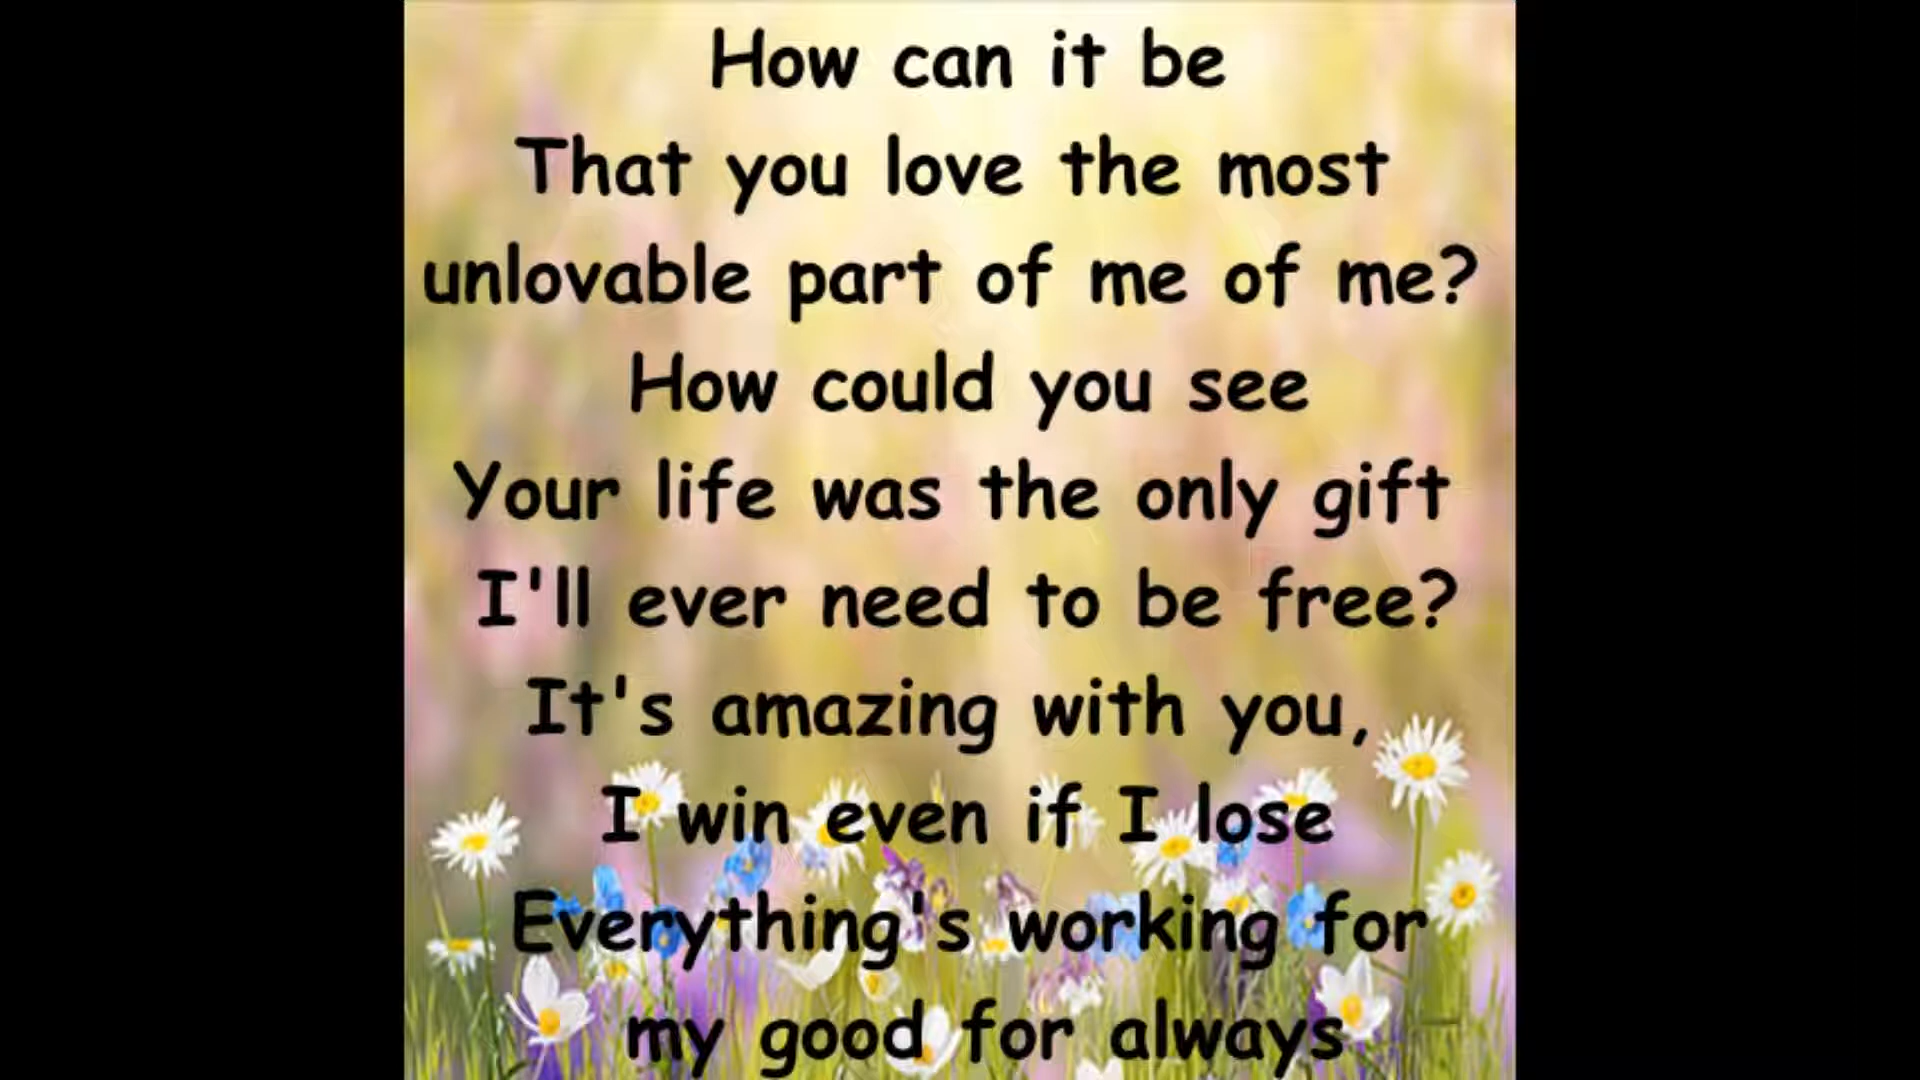 How can it be
That you love the most
unlovable part of me of me?
How could you see
Your life was the only gift
I'll ever need to be free?
It's amazing with you,
I win even if I lose
Everything's working for
my good for always